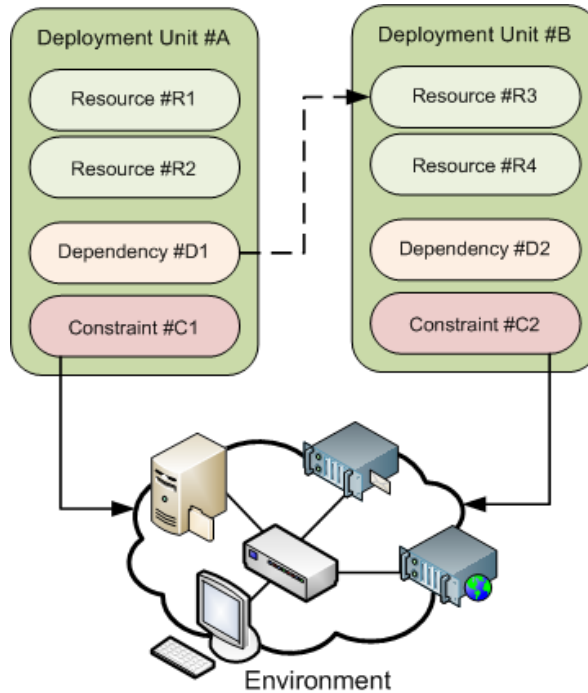 Deployment Unit #A
Resource #R1
Resource #R2
Dependency #D1
Constraint #C1
Deployment Unit #B
Resource #R3
Resource #R4
Dependency #D2
Constraint #C2
Environment